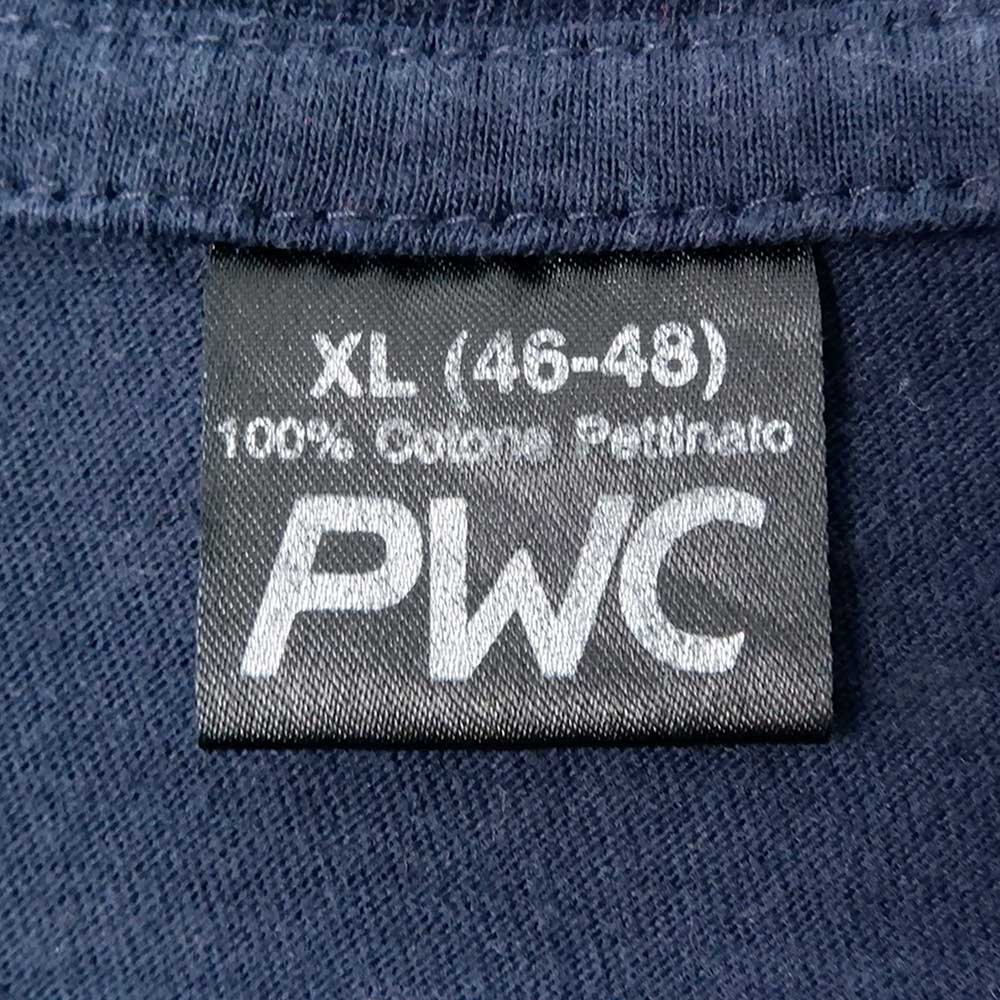 XL (46-48)
100% Cotone Pettinato
PWC